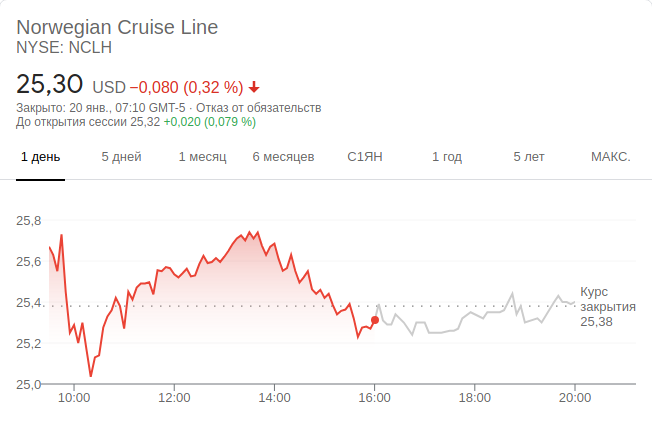 Norwegian Cruise Line
NYSE: NCLH
25,30 USD −0,080 (0,32 %)
Закрыто: 20 янв., 07:10 GMT-5 · Отказ от обязательств
До открытия сессии 25,32 +0,020 (0,079 %)
1 день 5 дней 1 месяц 6 месяцев С1ЯН 1 год 5 лет МАКС.
25,8
25,6
25,4
25,2
25,0
Курс
закрытия
25,38
10:00 12:00 14:00 16:00 18:00 20:00